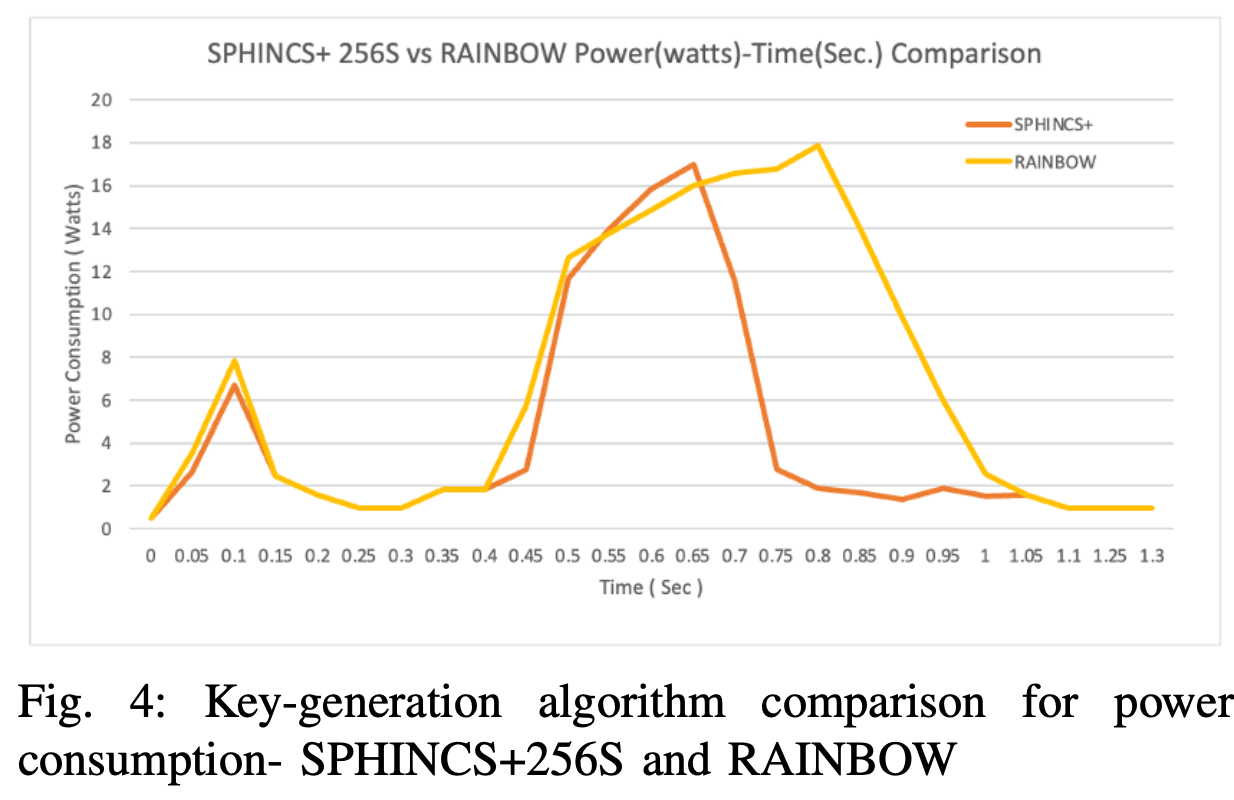 SPHINCS+ 256S vs RAINBOW Power(watts)-Time(Sec.) Comparison
20
SPHINCS+
18
RAINBOW
16
14
12
10
8
6
4
2
0
Power Consumption ( Watts)
0 0.05 0.1 0.15 0.2 0.25 0.3 0.35 0.4 0.45 0.5 0.55 0.6 0.65 0.7 0.75 0.8 0.85 0.9 0.95 1 1.05 1.1 1.25 1.3
Time ( Sec )
Fig. 4: Key-generation algorithm comparison for power
consumption- SPHINCS+256S and RAINBOW